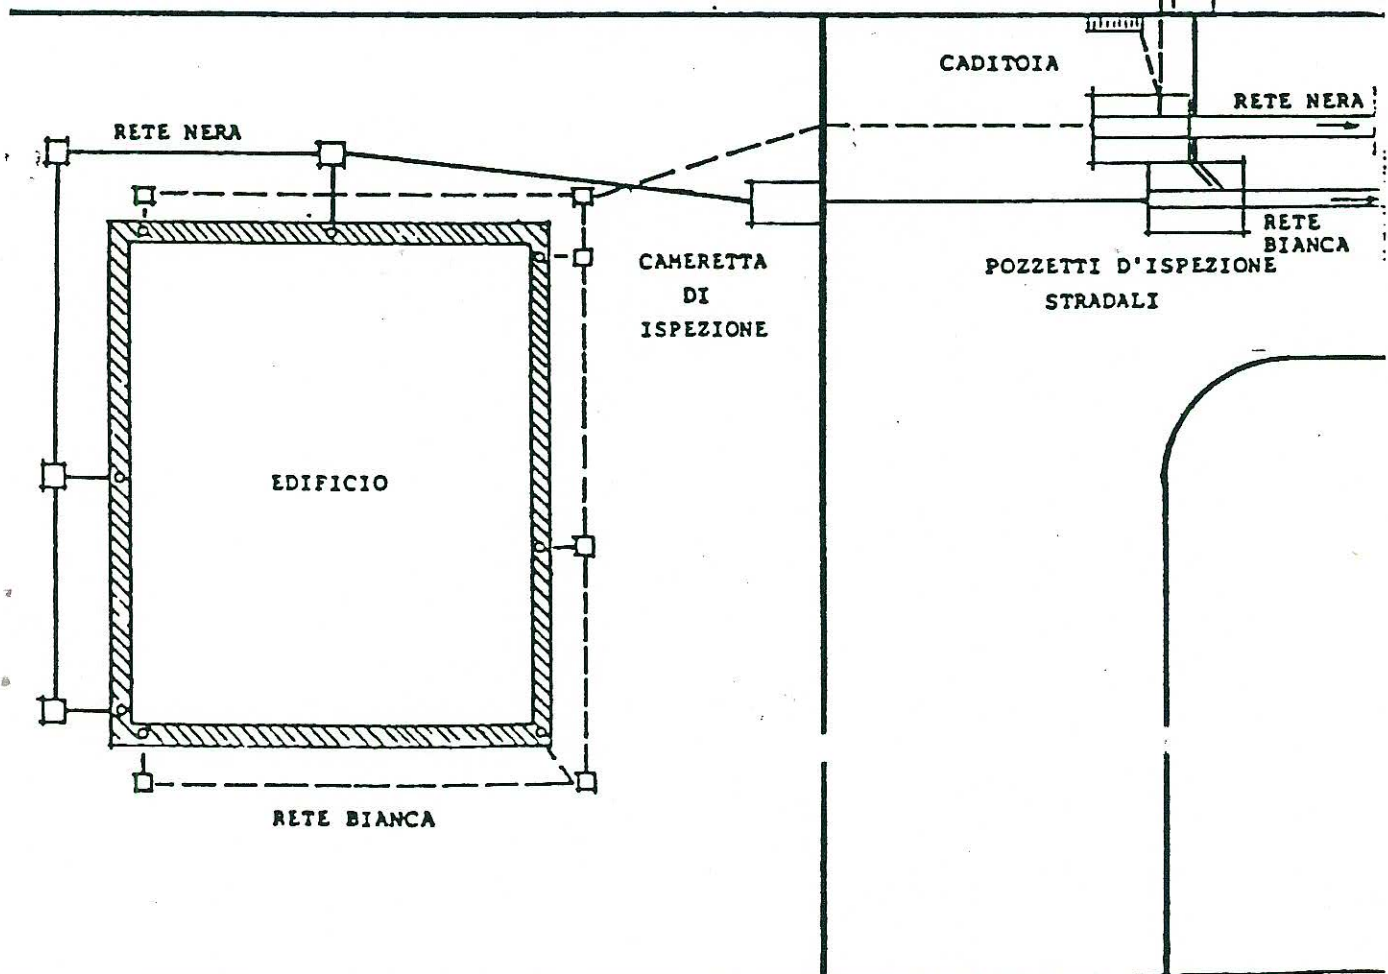 CADITOIA
RETE NERA
RETE NERA
RETE
BIANCA
CAMERETTA
DI
ISPEZIONE
POZZETTI D'ISPEZIONE
STRADALI
EDIFICIO
RETE BIANCA